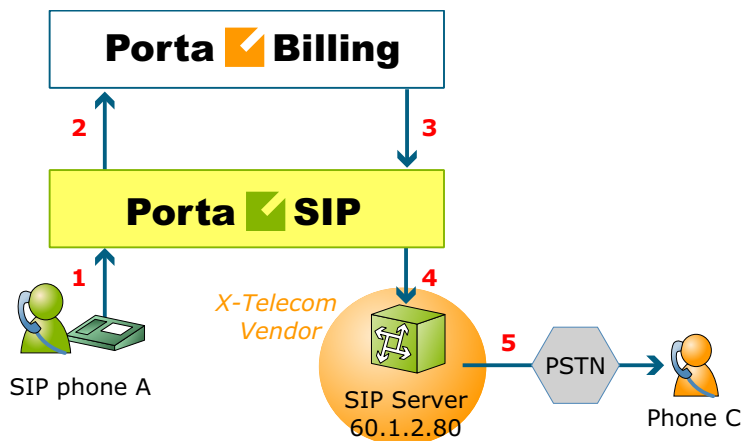 Porta Billing
2
3
Porta SIP
1
4
X-Telecom
Vendor
5
PSTN
SIP phone A
SIP Server
60.1.2.80
Phone C